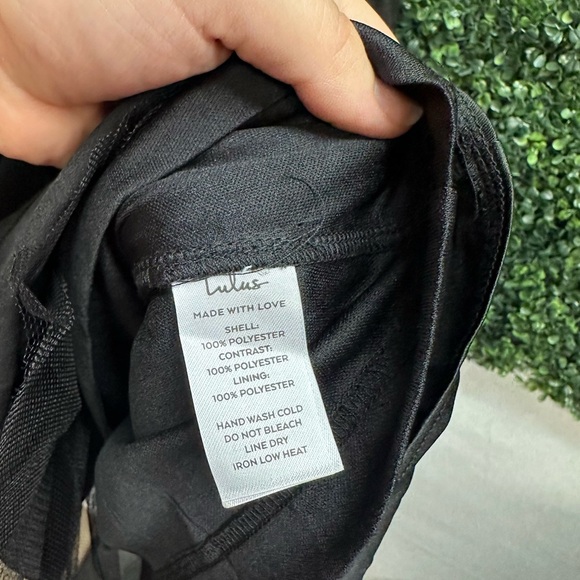 Lulus
MADE WITH LOVE
SHELL:
100% POLYESTER
CONTRAST:
100% POLYESTER
LINING:
100% POLYESTER
HAND WASH COLD
DO NOT BLEACH
LINE DRY
IRON LOW HEAT